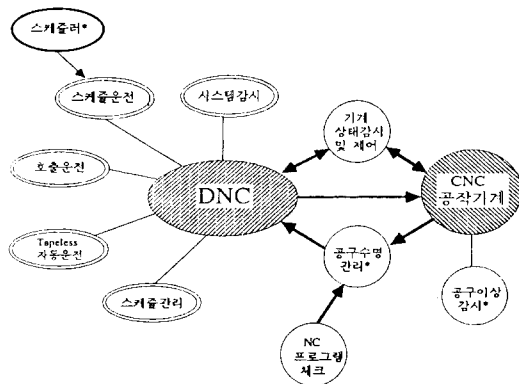 스케줄러*
스케줄운전
시스템감시
기계
상태감시
및 제어
호출운전
DNC
CNC
공작기계
Tapeless
자동운전
공구수명
관리*
스케줄관리
공구이상
감시*
NC
프로그램
체크